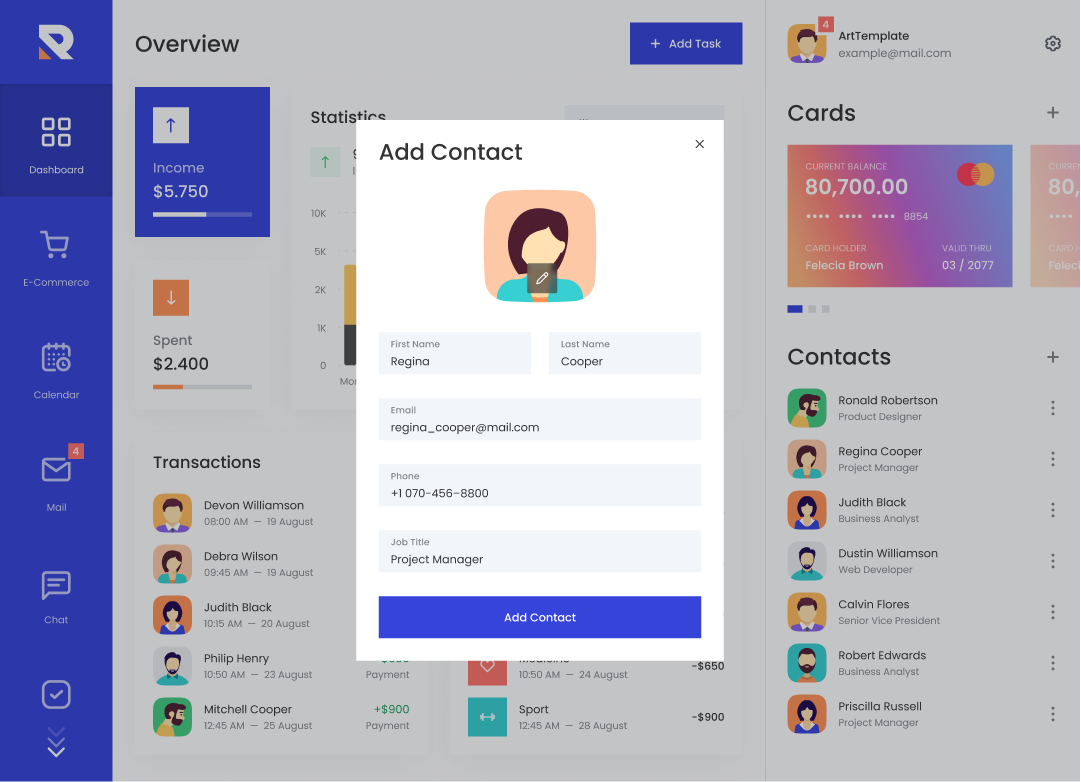 Dashboard
E-Commerce
Calendar
4
Mail
Chat
Overview
+ Add Task
Income
$5.750
Spent
$2.400
Statistics
10K
5K
2K
1K
0
Transactions
Devon Williamson
08:00 AM — 19 August
Debra Wilson
09:45 AM — 19 August
Judith Black
10:15 AM — 20 August
Philip Henry
10:50 AM — 23 August
Payment
Mitchell Cooper
+$900
12:45 AM — 25 August
Payment
-$650
10:50 AM — 24 August
Sport
-$900
12:45 AM — 28 August
Add Contact
First Name
Regina
Last Name
Cooper
Email
regina_cooper@mail.com
Phone
+1 070-456-8800
Job Title
Project Manager
Add Contact
4
ArtTemplate
example@mail.com
Cards
CURRENT BALANCE
80,700.00
•••• •••• •••• 8854
CARD HOLDER
VALID THRU
Felecia Brown
03 / 2077
Contacts
Ronald Robertson
Product Designer
Regina Cooper
Project Manager
Judith Black
Business Analyst
Dustin Williamson
Web Developer
Calvin Flores
Senior Vice President
Robert Edwards
Business Analyst
Priscilla Russell
Project Manager